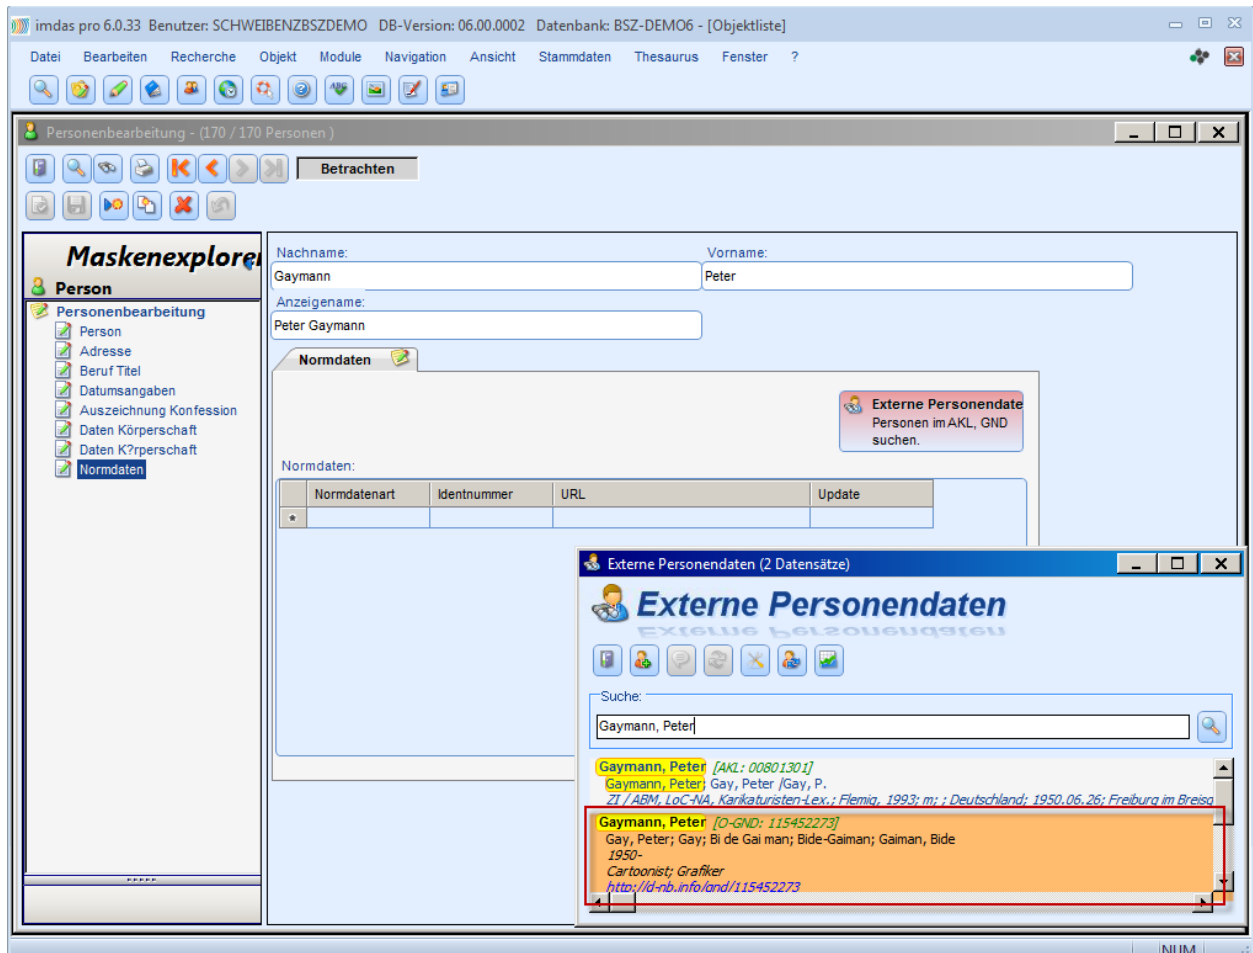 imdas pro 6.0.33 Benutzer: SCHWEIBENZBSZDEMO DB-Version: 06.00.0002 Datenbank: BSZ-DEMO6 - [Objektliste]
Datei Bearbeiten Recherche Objekt Module Navigation Ansicht Stammdaten Thesaurus Fenster ?
Personenbearbeitung - (170 / 170 Personen )
Betrachten
Maskenexplorer
Person
Personenbearbeitung
Person
Adresse
Beruf Titel
Datumsangaben
Auszeichnung Konfession
Daten Körperschaft
Daten K?rperschaft
Normdaten
Nachname: Vorname:
Gaymann Peter
Anzeigename:
Peter Gaymann
Normdaten
Externe Personendate
Personen im AKL, GND
suchen.
Normdaten:
Normdatenart Identnummer URL Update
*
Externe Personendaten (2 Datensätze)
Externe Personendaten
Suche:
Gaymann, Peter
Gaymann, Peter [AKL: 00801301]
Gaymann, Peter; Gay, Peter /Gay, P.
ZI / ABM, LoC-NA, Karikaturisten-Lex.; Flemig, 1993; m; ; Deutschland; 1950.06.26; Freiburg im Breisg
Gaymann, Peter [O-GND: 115452273]
Gay, Peter; Gay; Bi de Gai man; Bide-Gaiman; Gaiman, Bide
1950-
Cartoonist; Grafiker
http://d-nb.info/gnd/115452273
NUM